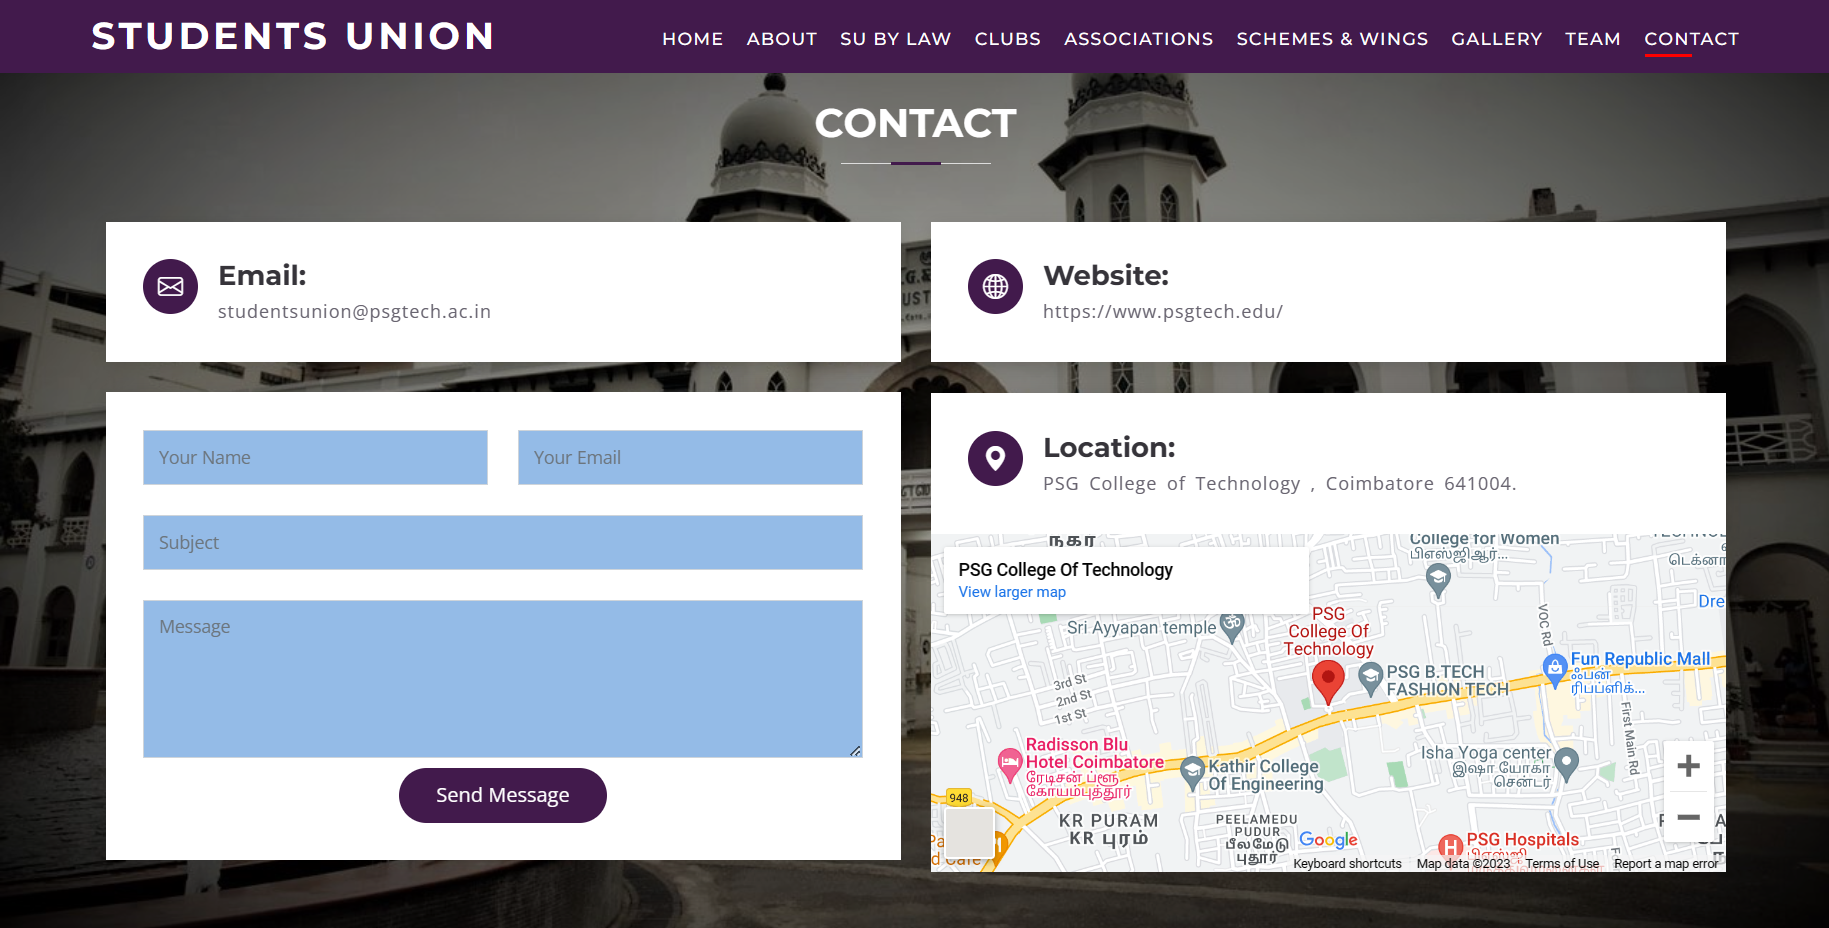 STUDENTS UNION
HOME ABOUT SU BY LAW CLUBS ASSOCIATIONS SCHEMES & WINGS GALLERY TEAM CONTACT
CONTACT
Email:
studentsunion@psgtech.ac.in
Website:
https://www.psgtech.edu/
Your Name
Your Email
Subject
Message
Send Message
Location:
PSG College of Technology , Coimbatore 641004.
நகர்
College for Women
பிஎஸ்ஜிஆர்...
PSG College Of Technology
View larger map
டெக்னா
Dre
Sri Ayyapan temple
PSG
College Of
Technology
VOC Rd
Fun Republic Mall
ஃபன்
ரிபப்ளிக்...
PSG B.TECH
FASHION TECH
3rd St
2nd St
1st St
First Main Rd
Radisson Blu
Hotel Coimbatore
ரேடிசன் ப்ளூ
கோயம்புத்தூர்
Kathir College
Of Engineering
Isha Yoga center
இஷா யோகா
சென்டர்
948
KR PURAM
KR புரம்
PEELAMEDU
PUDUR
பீலமேடு
புதூர்
Google
PSG Hospitals
Keyboard shortcuts Map data ©2023 Terms of Use Report a map error